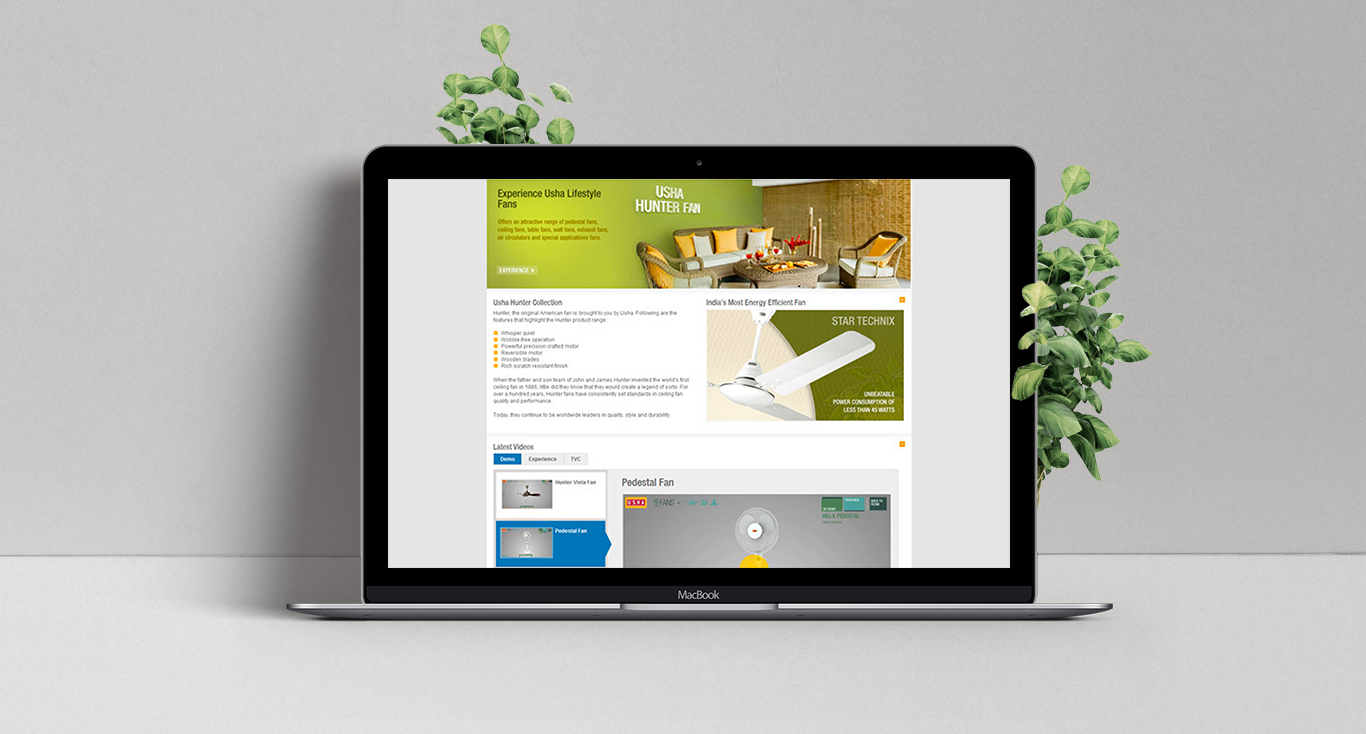 Experience Usha Lifestyle
Fans
Offers an attractive range of pedestal fans,
ceiling fans, table fans, wall fans, exhaust fans,
air circulators and special applications fans.
EXPERIENCE
USHA
HUNTER FAN
Usha Hunter Collection
Hunter, the original American fan is brought to you by Usha. Following are the
features that highlight the Hunter product range:
Whisper quiet
Wobble-free operation
Powerful precision crafted motor
Reversible motor
Wooden blades
Rich scratch resistant finish
When the father and son team of John and James Hunter invented the world's first
ceiling fan in 1886, little did they know that they would create a legend of sorts. For
over a hundred years, Hunter fans have consistently set standards in ceiling fan
quality and performance.
Today, they continue to be worldwide leaders in quality, style and durability
India's Most Energy Efficient Fan
STAR TECHNIX
UNBEATABLE
POWER CONSUMPTION OF
LESS THAN 45 WATTS
Latest Videos
Demo Experience TVC
Hunter Vista Fan
Pedestal Fan
Pedestal Fan
USHA FANS
HELA PEDESTAL
MacBook